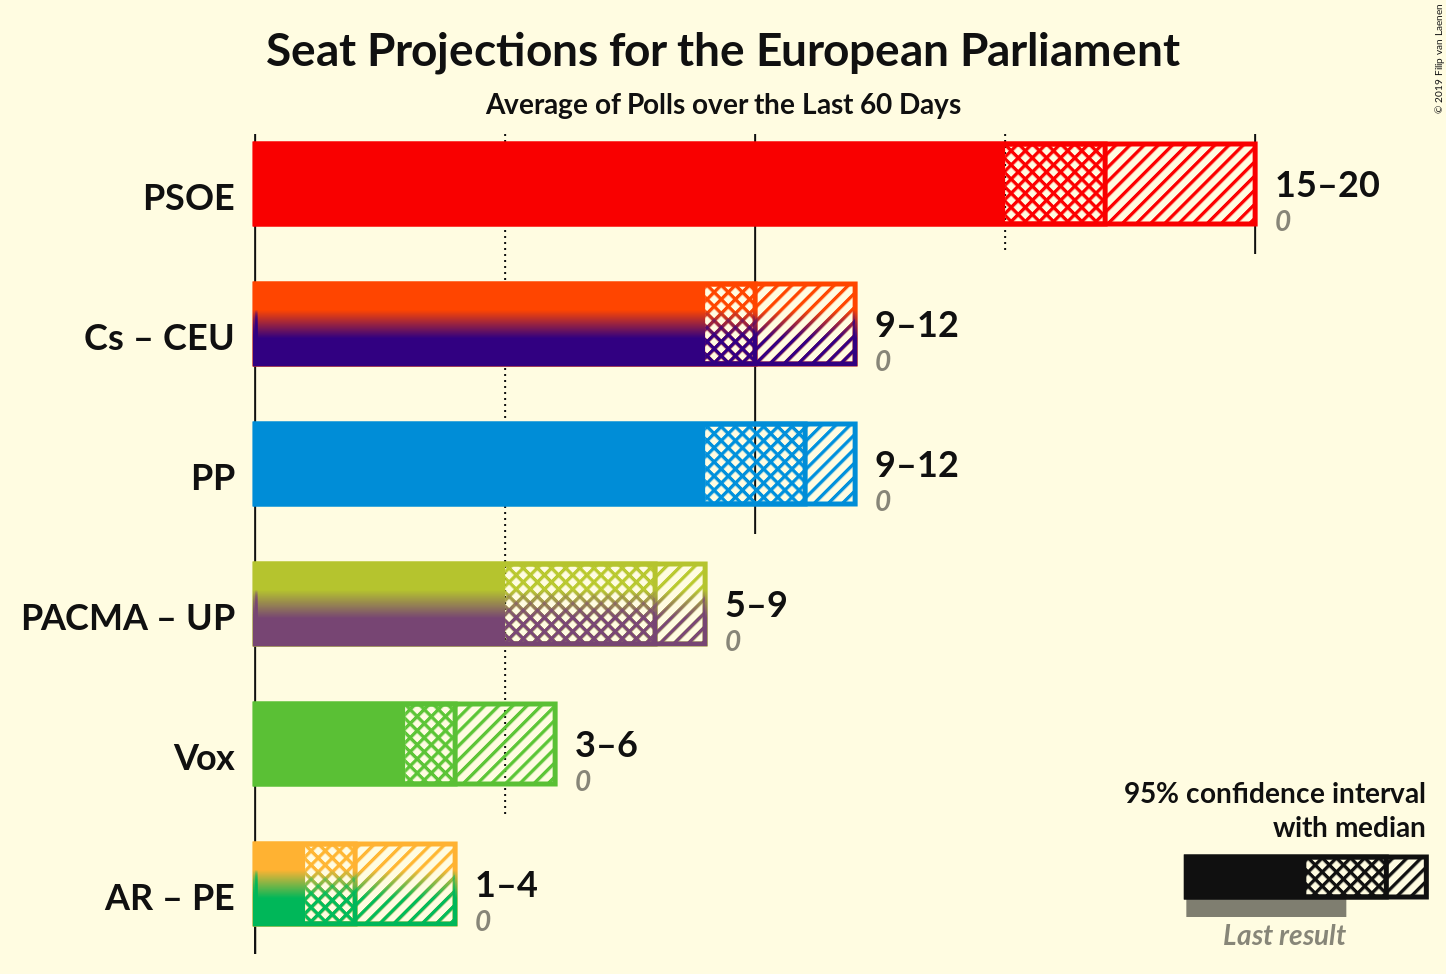 Seat Projections for the European Parliament
Average of Polls over the Last 60 Days
© 2019 Filip van Laenen
PSOE
15–20
0
Cs – CEU
9–12
0
PP
9–12
0
PACMA – UP
5–9
0
Vox
3–6
0
AR – PE
1–4
0
95% confidence interval
with median
Last result